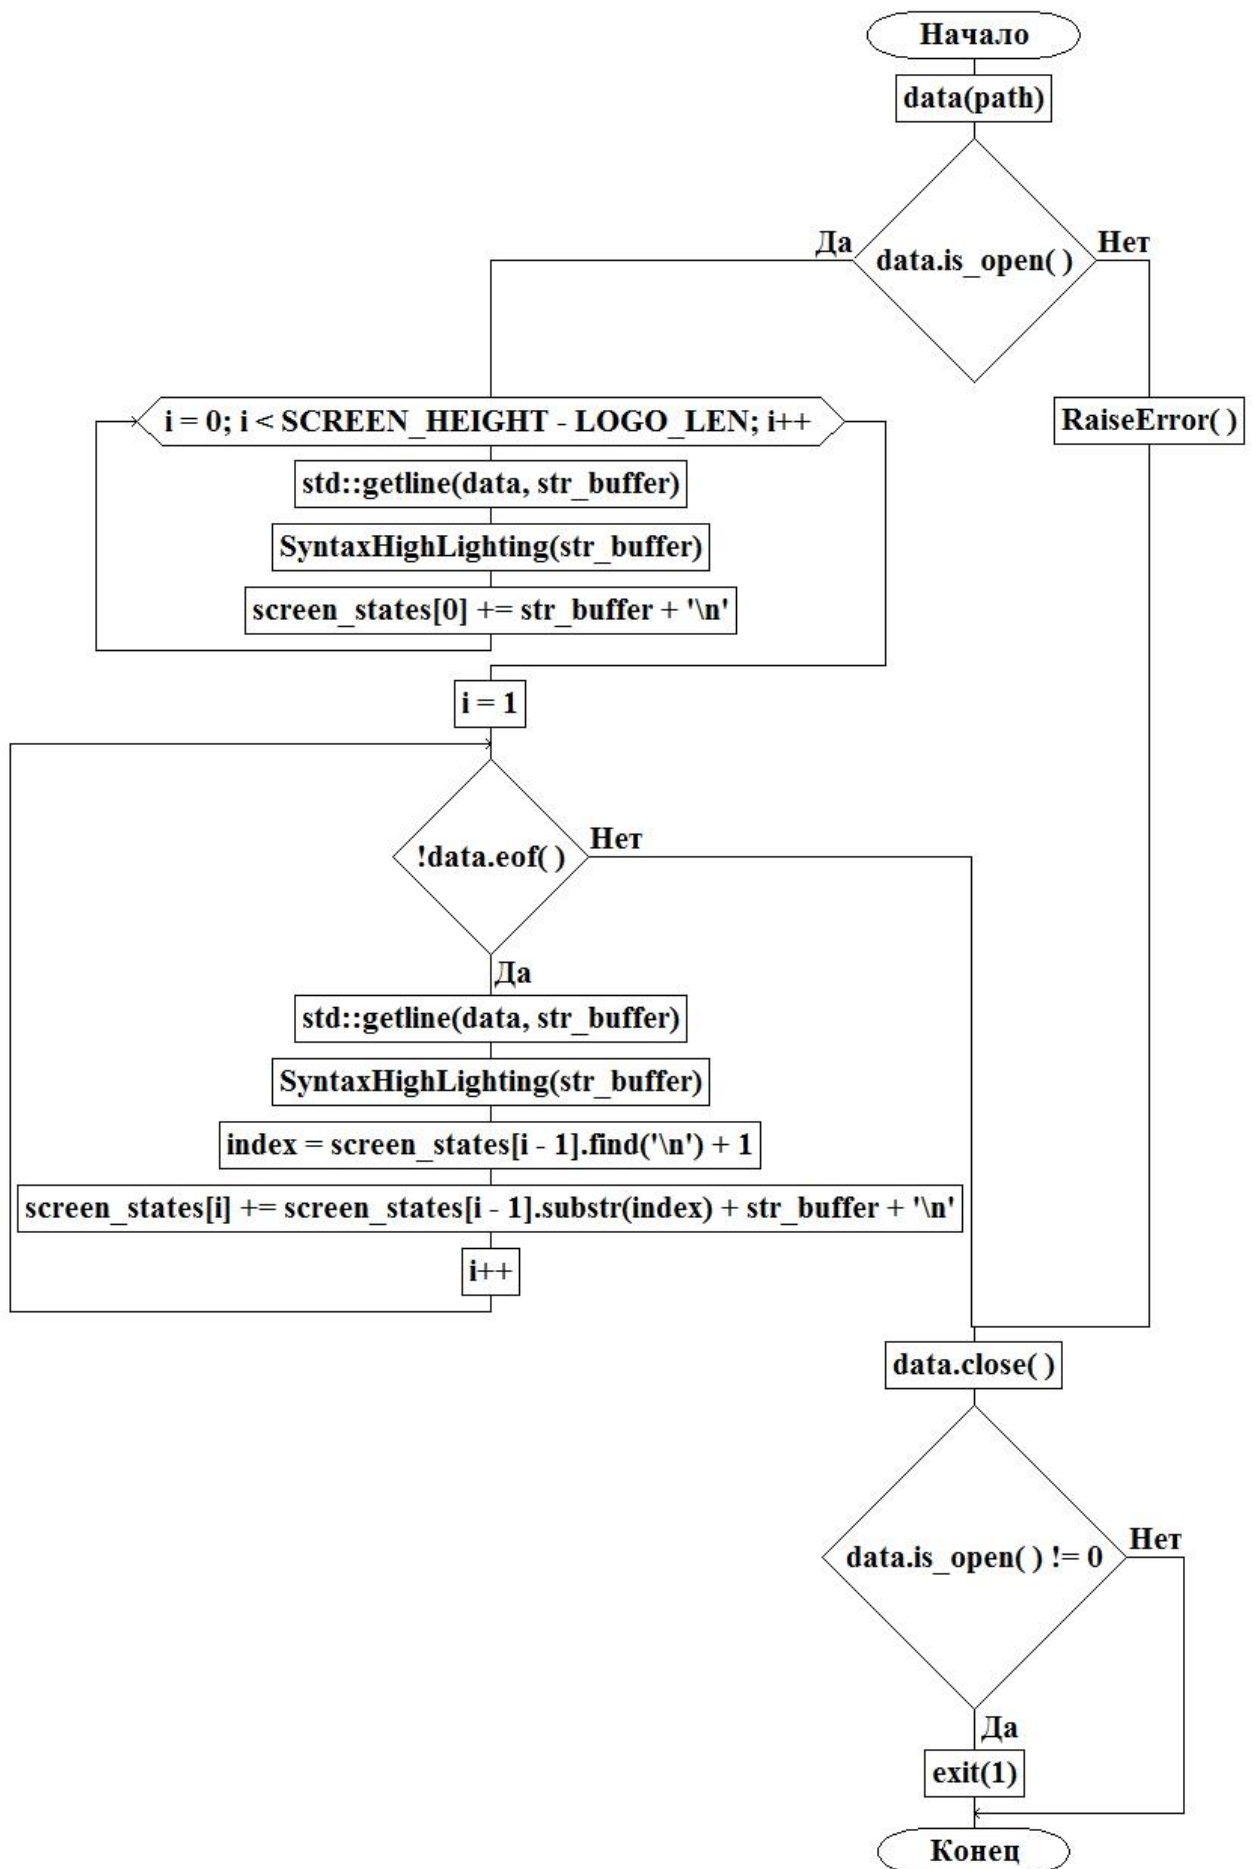 Начало
data(path)
Да
Нет
data.is_open( )
i = 0; i < SCREEN_HEIGHT - LOGO_LEN; i++
RaiseError( )
std::getline(data, str_buffer)
SyntaxHighLighting(str_buffer)
screen_states[0] += str_buffer + '\n'
i = 1
Нет
!data.eof( )
Да
std::getline(data, str_buffer)
SyntaxHighLighting(str_buffer)
index = screen_states[i - 1].find('\n') + 1
screen_states[i] += screen_states[i - 1].substr(index) + str_buffer + '\n'
i++
data.close( )
Нет
data.is_open( ) != 0
Да
exit(1)
Конец